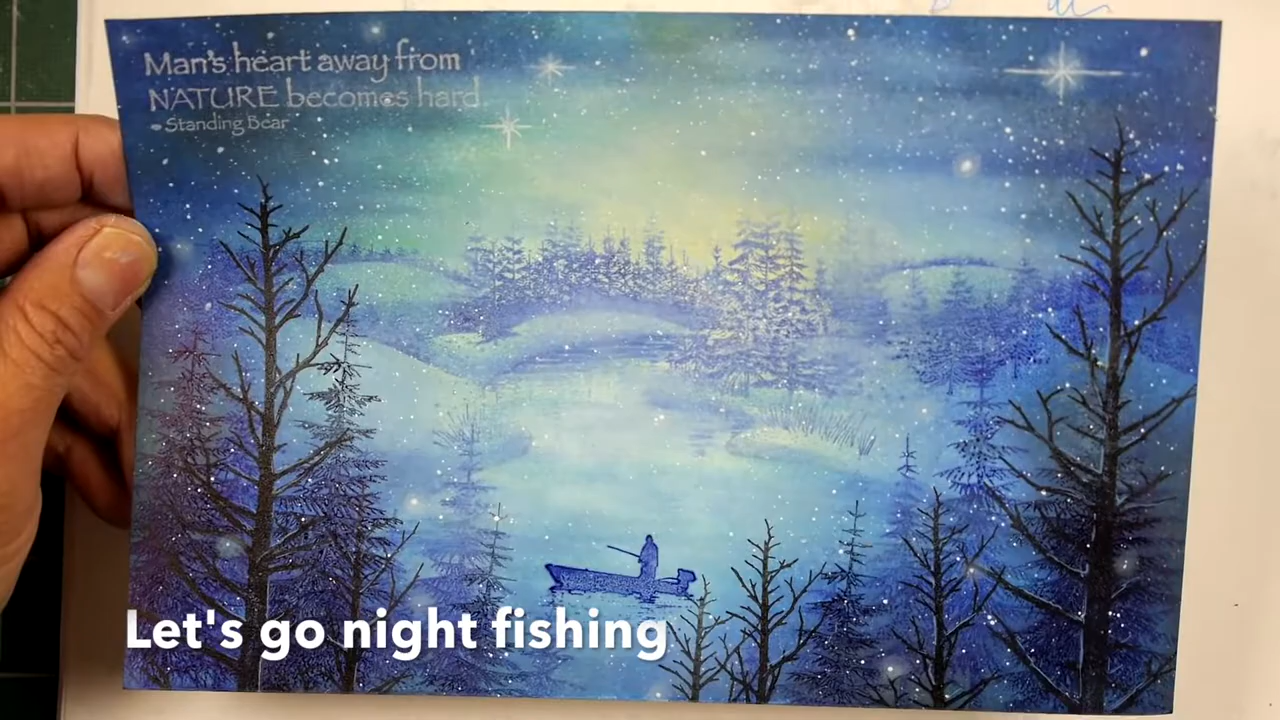 Man's heart away from
NATURE becomes hard.
- Standing Bear
Let's go night fishing